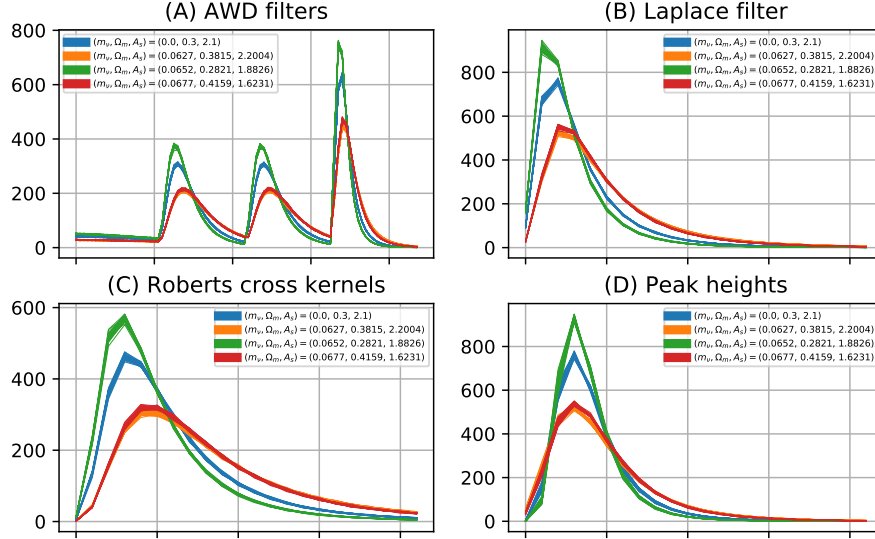 (A) AWD filters
800
600
400
200
0
(m_ν, Ω_m, A_s) = (0.0, 0.3, 2.1)
(m_ν, Ω_m, A_s) = (0.0627, 0.3815, 2.2004)
(m_ν, Ω_m, A_s) = (0.0652, 0.2821, 1.8826)
(m_ν, Ω_m, A_s) = (0.0677, 0.4159, 1.6231)
(B) Laplace filter
800
600
400
200
0
(m_ν, Ω_m, A_s) = (0.0, 0.3, 2.1)
(m_ν, Ω_m, A_s) = (0.0627, 0.3815, 2.2004)
(m_ν, Ω_m, A_s) = (0.0652, 0.2821, 1.8826)
(m_ν, Ω_m, A_s) = (0.0677, 0.4159, 1.6231)
(C) Roberts cross kernels
600
400
200
0
(m_ν, Ω_m, A_s) = (0.0, 0.3, 2.1)
(m_ν, Ω_m, A_s) = (0.0627, 0.3815, 2.2004)
(m_ν, Ω_m, A_s) = (0.0652, 0.2821, 1.8826)
(m_ν, Ω_m, A_s) = (0.0677, 0.4159, 1.6231)
(D) Peak heights
800
600
400
200
0
(m_ν, Ω_m, A_s) = (0.0, 0.3, 2.1)
(m_ν, Ω_m, A_s) = (0.0627, 0.3815, 2.2004)
(m_ν, Ω_m, A_s) = (0.0652, 0.2821, 1.8826)
(m_ν, Ω_m, A_s) = (0.0677, 0.4159, 1.6231)